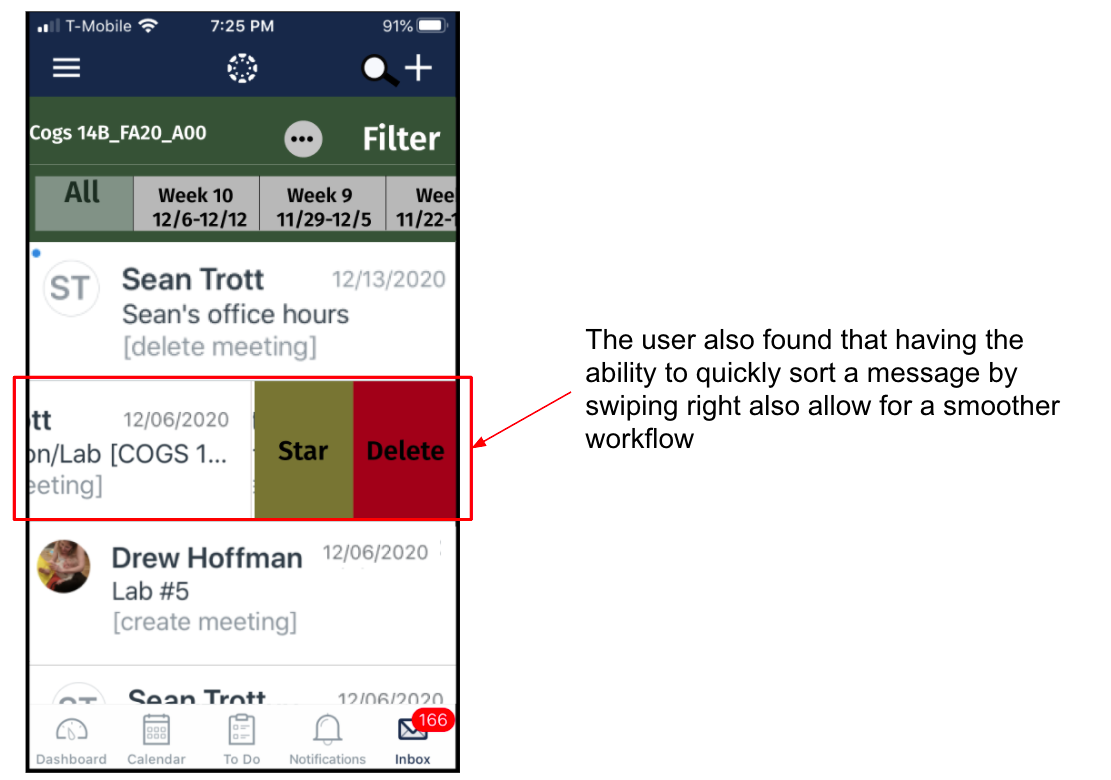 T-Mobile 7:25 PM 91%
Cogs 14B_FA20_A00 Filter
All Week 10 Week 9 Wee
12/6-12/12 11/29-12/5 11/22-1
ST Sean Trott 12/13/2020
Sean's office hours
[delete meeting]
tt 12/06/2020
on/Lab [COGS 1...
eeting]
Star Delete
Drew Hoffman 12/06/2020
Lab #5
[create meeting]
ST Sean Trott 12/06/2020
166
Dashboard Calendar To Do Notifications Inbox
The user also found that having the
ability to quickly sort a message by
swiping right also allow for a smoother
workflow